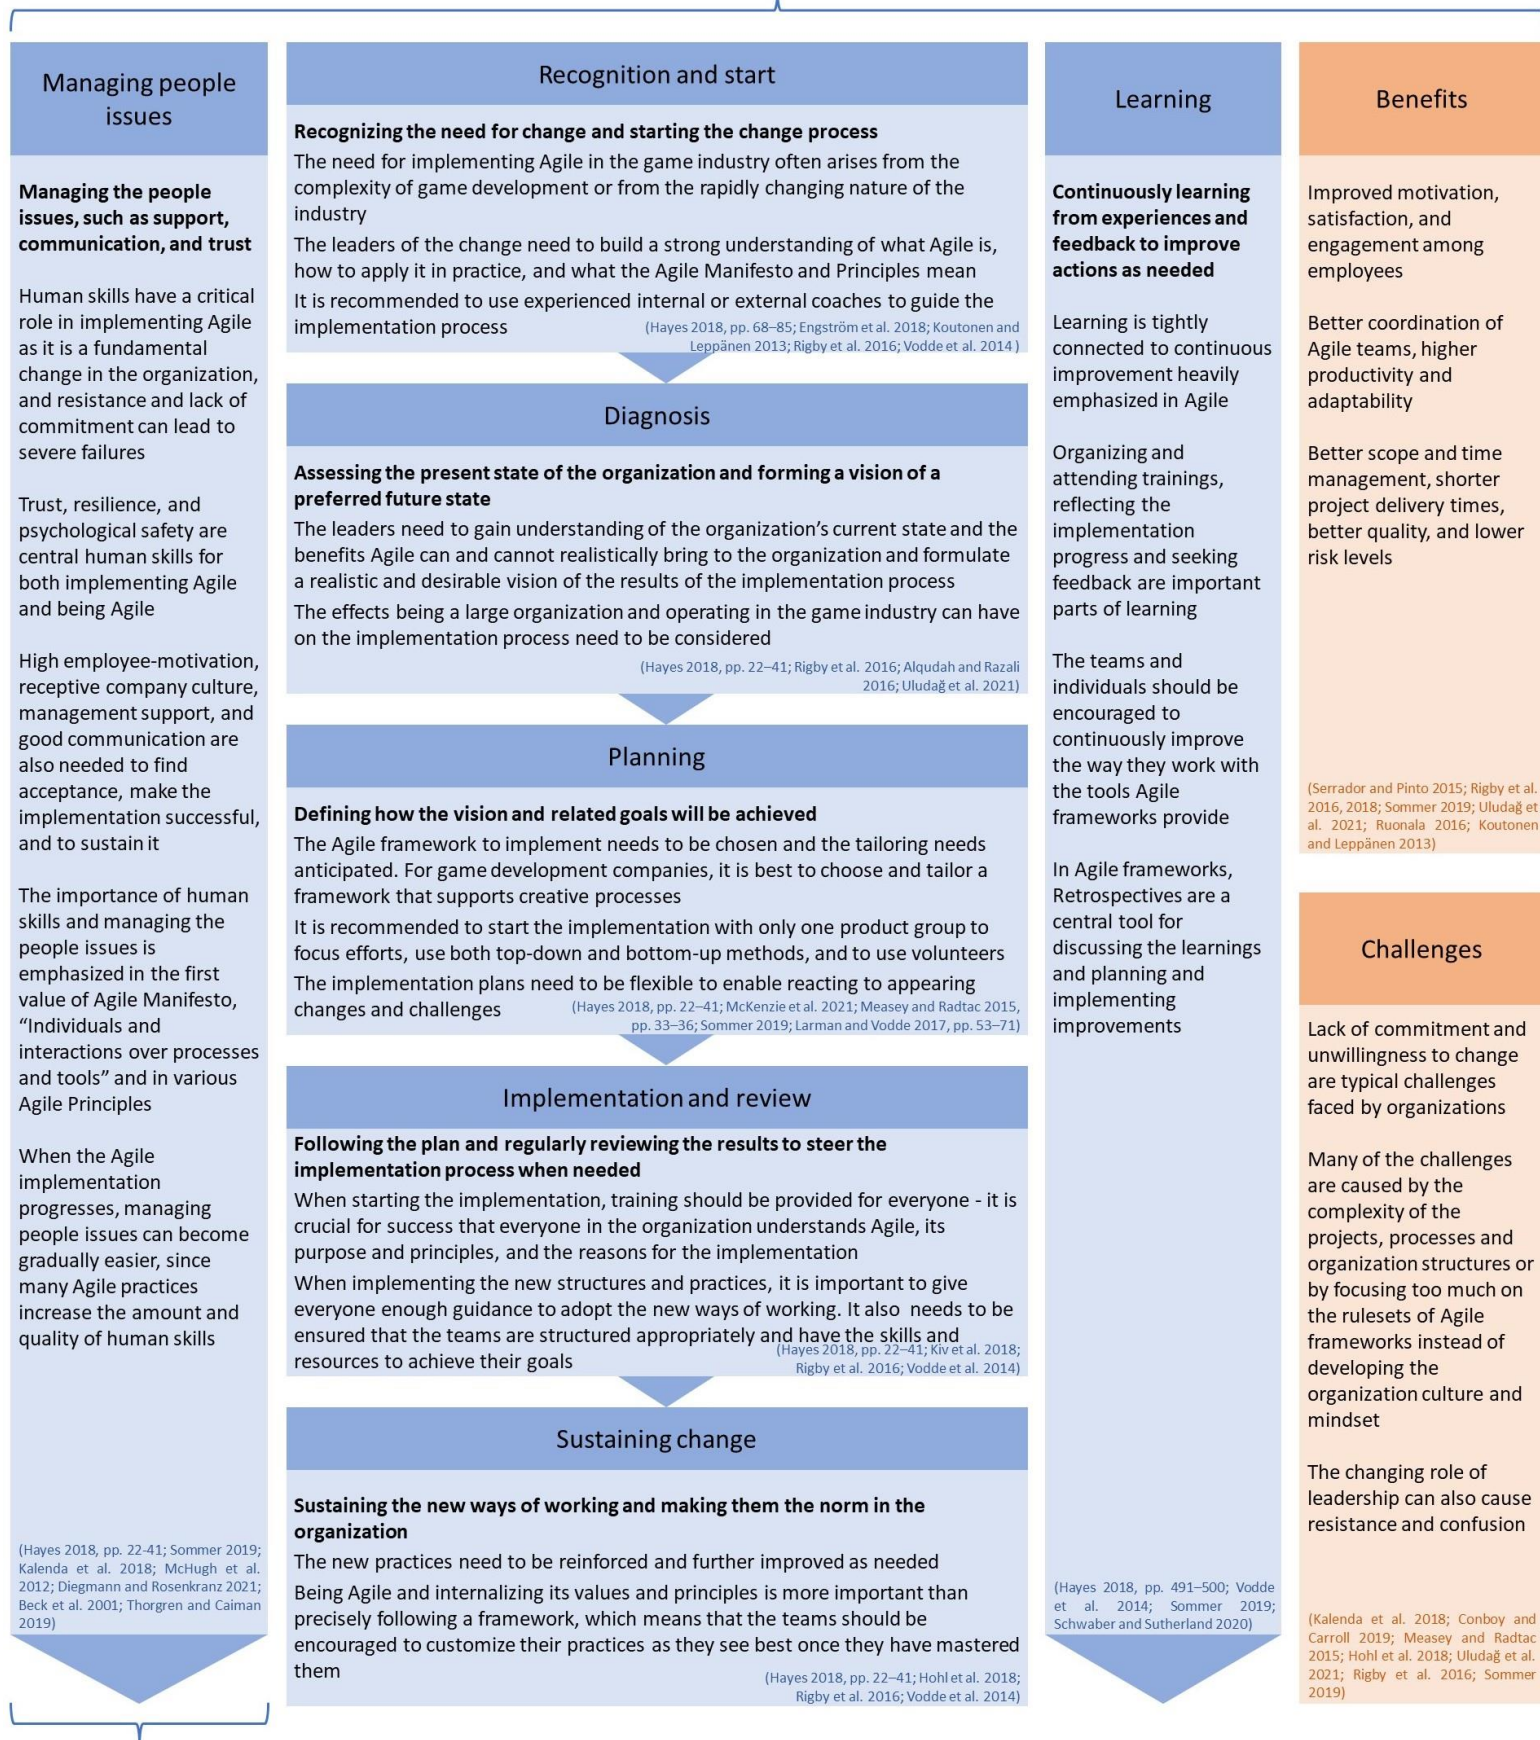 Managing people
issues
Managing the people
issues, such as support,
communication, and trust
Human skills have a critical
role in implementing Agile
as it is a fundamental
change in the organization,
and resistance and lack of
commitment can lead to
severe failures
Trust, resilience, and
psychological safety are
central human skills for
both implementing Agile
and being Agile
High employee-motivation,
receptive company culture,
management support, and
good communication are
also needed to find
acceptance, make the
implementation successful,
and to sustain it
The importance of human
skills and managing the
people issues is
emphasized in the first
value of Agile Manifesto,
“Individuals and
interactions over processes
and tools” and in various
Agile Principles
When the Agile
implementation
progresses, managing
people issues can become
gradually easier, since
many Agile practices
increase the amount and
quality of human skills
(Hayes 2018, pp. 22-41; Sommer 2019;
Kalenda et al. 2018; McHugh et al.
2012; Diegmann and Rosenkranz 2021;
Beck et al. 2001; Thorgren and Caiman
2019)
Recognition and start
Recognizing the need for change and starting the change process
The need for implementing Agile in the game industry often arises from the
complexity of game development or from the rapidly changing nature of the
industry
The leaders of the change need to build a strong understanding of what Agile is,
how to apply it in practice, and what the Agile Manifesto and Principles mean
It is recommended to use experienced internal or external coaches to guide the
implementation process
(Hayes 2018, pp. 68–85; Engström et al. 2018; Koutonen and
Leppänen 2013; Rigby et al. 2016; Vodde et al. 2014 )
Diagnosis
Assessing the present state of the organization and forming a vision of a
preferred future state
The leaders need to gain understanding of the organization’s current state and the
benefits Agile can and cannot realistically bring to the organization and formulate
a realistic and desirable vision of the results of the implementation process
The effects being a large organization and operating in the game industry can have
on the implementation process need to be considered
(Hayes 2018, pp. 22–41; Rigby et al. 2016; Alqudah and Razali
2016; Uludağ et al. 2021)
Planning
Defining how the vision and related goals will be achieved
The Agile framework to implement needs to be chosen and the tailoring needs
anticipated. For game development companies, it is best to choose and tailor a
framework that supports creative processes
It is recommended to start the implementation with only one product group to
focus efforts, use both top-down and bottom-up methods, and to use volunteers
The implementation plans need to be flexible to enable reacting to appearing
changes and challenges
(Hayes 2018, pp. 22–41; McKenzie et al. 2021; Measey and Radtac 2015,
pp. 33–36; Sommer 2019; Larman and Vodde 2017, pp. 53–71)
Implementation and review
Following the plan and regularly reviewing the results to steer the
implementation process when needed
When starting the implementation, training should be provided for everyone - it is
crucial for success that everyone in the organization understands Agile, its
purpose and principles, and the reasons for the implementation
When implementing the new structures and practices, it is important to give
everyone enough guidance to adopt the new ways of working. It also needs to be
ensured that the teams are structured appropriately and have the skills and
resources to achieve their goals
(Hayes 2018, pp. 22–41; Kiv et al. 2018;
Rigby et al. 2016; Vodde et al. 2014)
Sustaining change
Sustaining the new ways of working and making them the norm in the
organization
The new practices need to be reinforced and further improved as needed
Being Agile and internalizing its values and principles is more important than
precisely following a framework, which means that the teams should be
encouraged to customize their practices as they see best once they have mastered
them
(Hayes 2018, pp. 22–41; Hohl et al. 2018;
Rigby et al. 2016; Vodde et al. 2014)
Learning
Continuously learning
from experiences and
feedback to improve
actions as needed
Learning is tightly
connected to continuous
improvement heavily
emphasized in Agile
Organizing and
attending trainings,
reflecting the
implementation
progress and seeking
feedback are important
parts of learning
The teams and
individuals should be
encouraged to
continuously improve
the way they work with
the tools Agile
frameworks provide
In Agile frameworks,
Retrospectives are a
central tool for
discussing the learnings
and planning and
implementing
improvements
(Hayes 2018, pp. 491–500; Vodde
et al. 2014; Sommer 2019;
Schwaber and Sutherland 2020)
Benefits
Improved motivation,
satisfaction, and
engagement among
employees
Better coordination of
Agile teams, higher
productivity and
adaptability
Better scope and time
management, shorter
project delivery times,
better quality, and lower
risk levels
(Serrador and Pinto 2015; Rigby et al.
2016, 2018; Sommer 2019; Uludağ et
al. 2021; Ruonala 2016; Koutonen
and Leppänen 2013)
Challenges
Lack of commitment and
unwillingness to change
are typical challenges
faced by organizations
Many of the challenges
are caused by the
complexity of the
projects, processes and
organization structures or
by focusing too much on
the rulesets of Agile
frameworks instead of
developing the
organization culture and
mindset
The changing role of
leadership can also cause
resistance and confusion
(Kalenda et al. 2018; Conboy and
Carroll 2019; Measey and Radtac
2015; Hohl et al. 2018; Uludağ et al.
2021; Rigby et al. 2016; Sommer
2019)